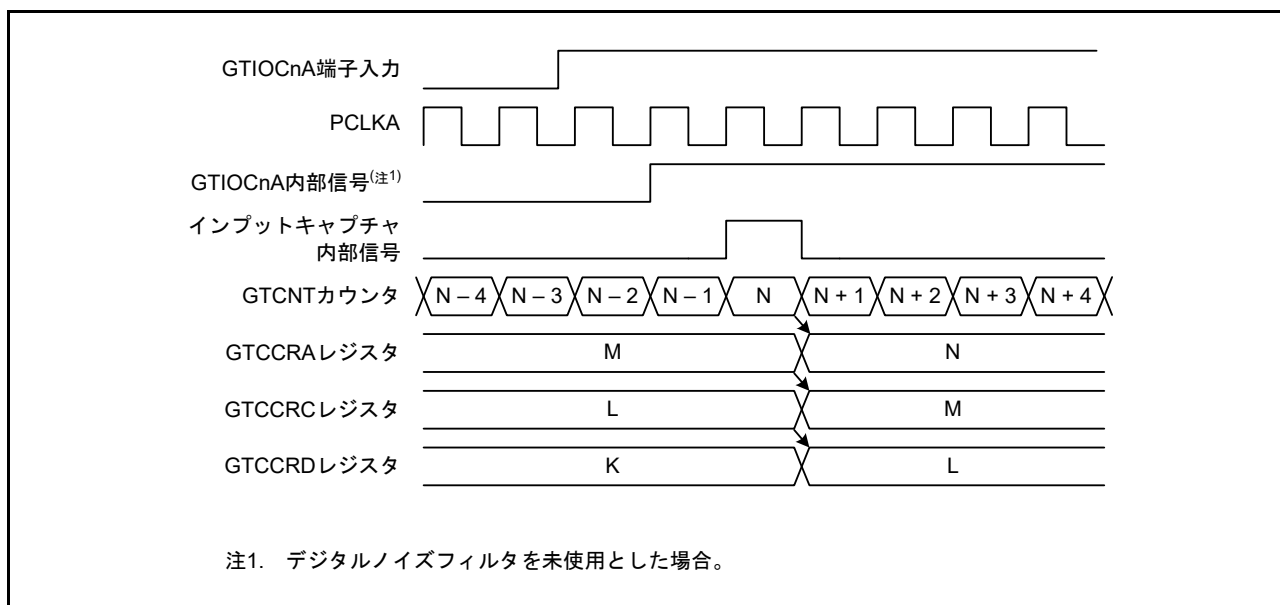 GTIOCnA端子入力
PCLKA
GTIOCnA内部信号(注1)
インプットキャプチャ
内部信号
GTCNTカウンタ N – 4 N – 3 N – 2 N – 1 N N + 1 N + 2 N + 3 N + 4
GTCCRAレジスタ M N
GTCCRCレジスタ L M
GTCCRDレジスタ K L
注1. デジタルノイズフィルタを未使用とした場合。